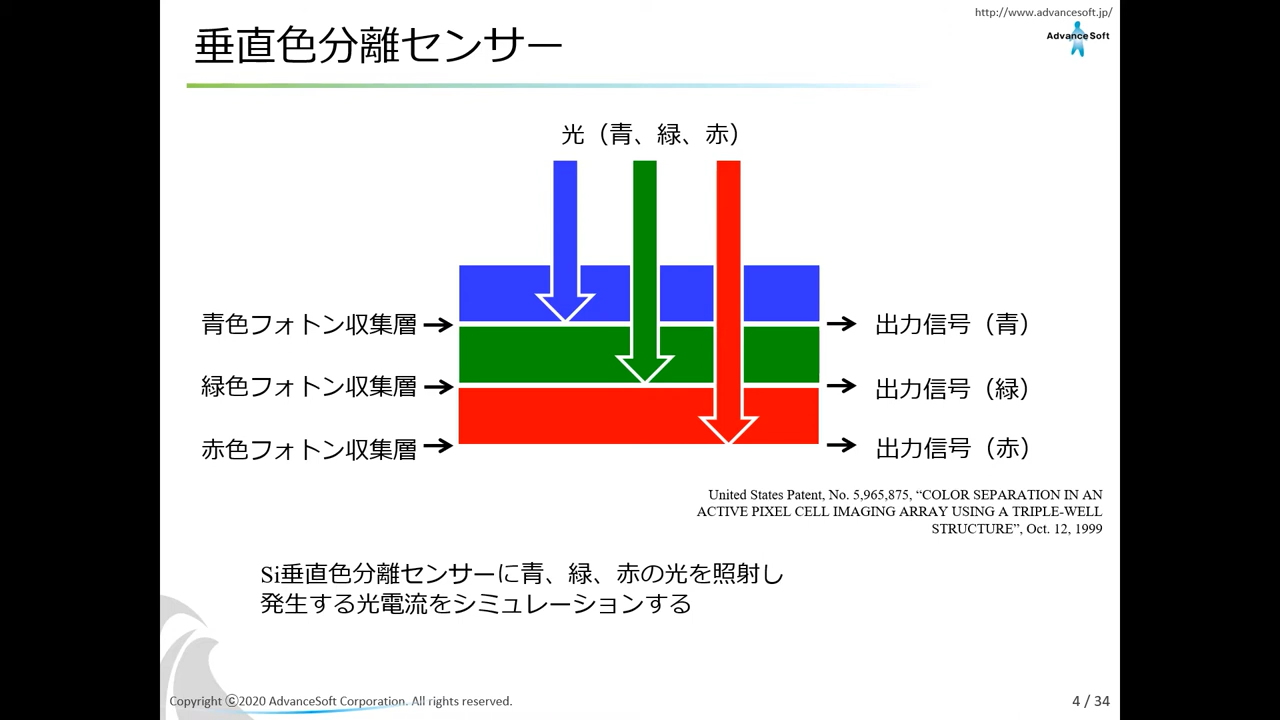 http://www.advancesoft.jp/
AdvanceSoft
垂直色分離センサー
光（青、緑、赤）
青色フォトン収集層
出力信号（青）
緑色フォトン収集層
出力信号（緑）
赤色フォトン収集層
出力信号（赤）
United States Patent, No. 5,965,875, “COLOR SEPARATION IN AN
ACTIVE PIXEL CELL IMAGING ARRAY USING A TRIPLE-WELL
STRUCTURE”, Oct. 12, 1999
Si垂直色分離センサーに青、緑、赤の光を照射し
発生する光電流をシミュレーションする
Copyright ⓒ2020 AdvanceSoft Corporation. All rights reserved.
4 / 34